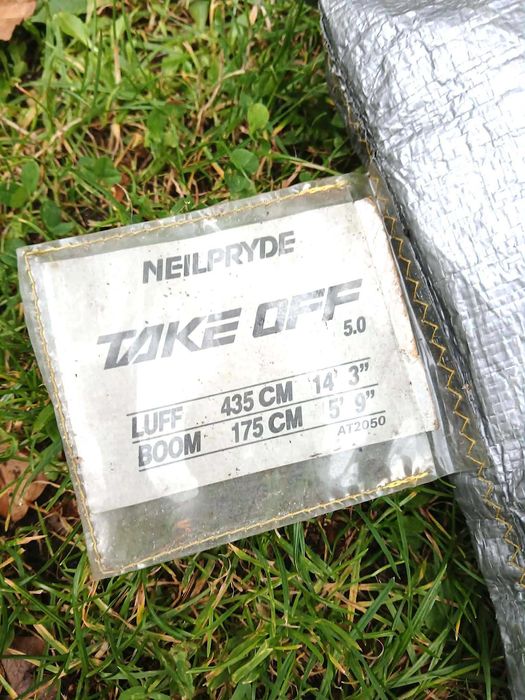 NEILPRYDE
TAKE OFF
5.0
LUFF 435 CM 14' 3"
BOOM 175 CM 5' 9"
AT2050